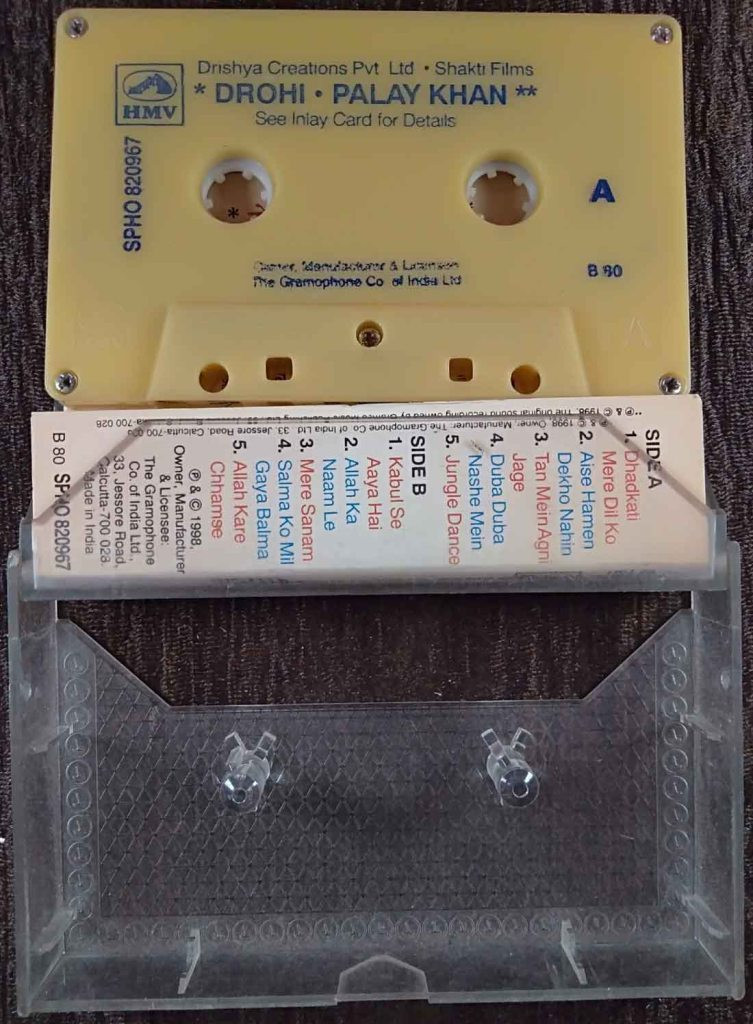 Drishya Creations Pvt Ltd • Shakti Films
* DROHI • PALAY KHAN **
See Inlay Card for Details
HMV
SPHO 820967
A
*
B 80
Owner, Manufacturer & Licensee
The Gramophone Co of India Ltd
SIDE A
1. Dhadkati
Mere Dil Ko
2. Aise Hamen
Dekho Nahin
3. Tan Mein Agni
Jage
4. Duba Duba
Nashe Mein
5. Jungle Dance
SIDE B
1. Kabul Se
Aaya Hai
2. Allah Ka
Naam Le
3. Mere Sanam
4. Salma Ko Mil
Gaya Balma
5. Allah Kare
Chhamse
℗ & © 1998.
Owner, Manufacturer
& Licensee:
The Gramophone
Co. of India Ltd.,
33, Jessore Road,
Calcutta-700 028.
Made in India
B 80 SPHO 820967
℗ & © 1998. Owner, Manufacturer: The Gramophone Co of India Ltd 33, Jessore Road, Calcutta-700 028
** ℗ & © 1998. The original sound recording owned by